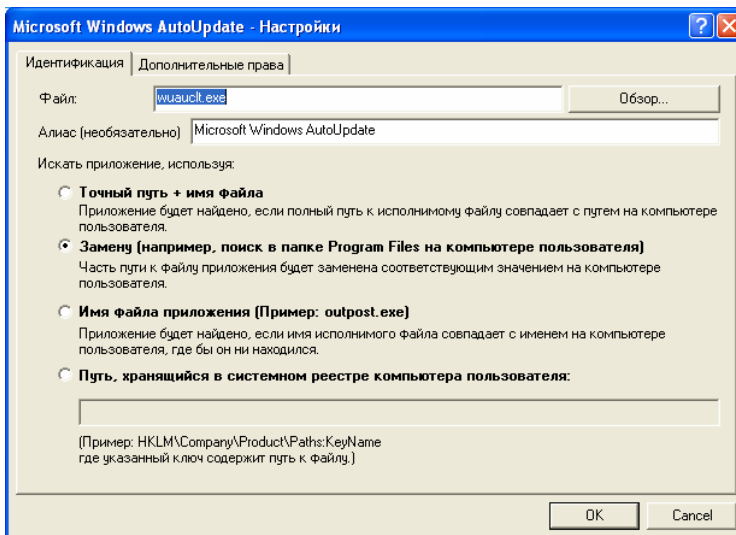 Microsoft Windows AutoUpdate - Настройки
Идентификация
Дополнительные права
Файл:
wuauclt.exe
Обзор...
Алиас (необязательно)
Microsoft Windows AutoUpdate
Искать приложение, используя:
Точный путь + имя файла
Приложение будет найдено, если полный путь к исполнимому файлу совпадает с путем на компьютере
пользователя.
Замену (например, поиск в папке Program Files на компьютере пользователя)
Часть пути к файлу приложения будет заменена соответствующим значением на компьютере
пользователя.
Имя файла приложения (Пример: outpost.exe)
Приложение будет найдено, если имя исполнимого файла совпадает с именем на компьютере
пользователя, где бы он ни находился.
Путь, хранящийся в системном реестре компьютера пользователя:
(Пример: HKLM\Company\Product\Paths:KeyName
где указанный ключ содержит путь к файлу.)
OK
Cancel